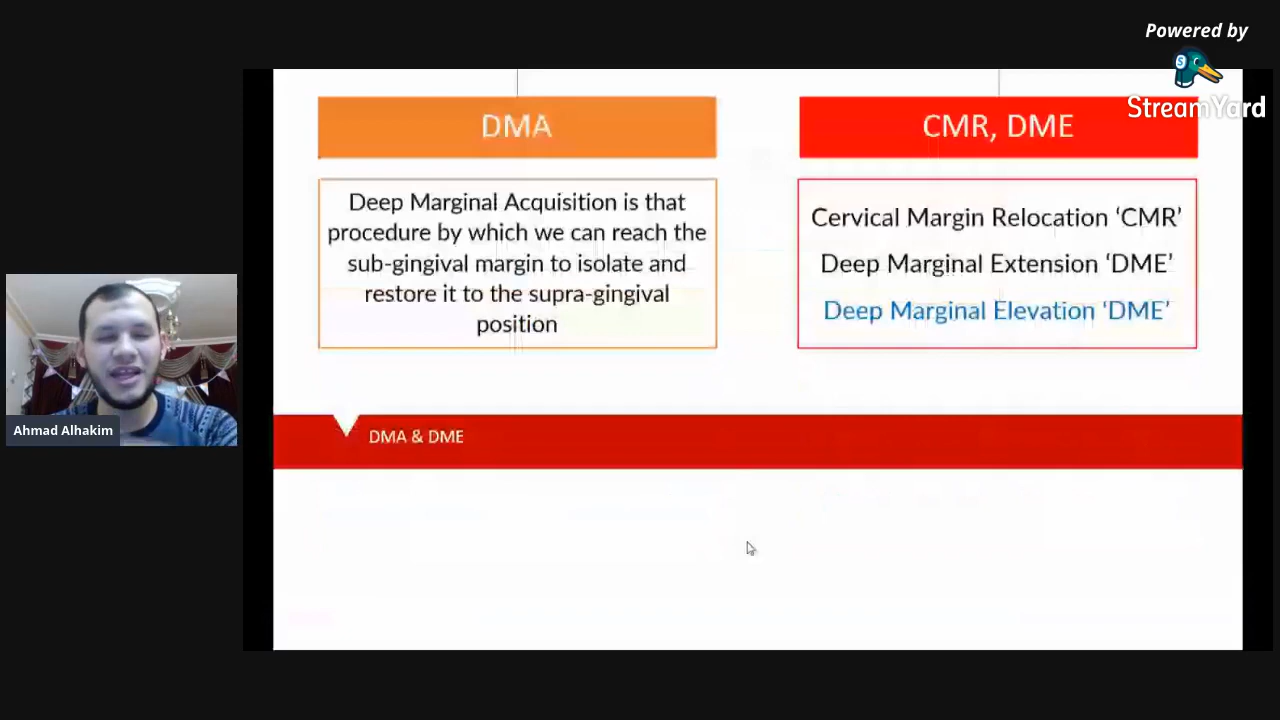 Powered by
StreamYard
DMA
CMR, DME
Deep Marginal Acquisition is that
procedure by which we can reach the
sub-gingival margin to isolate and
restore it to the supra-gingival
position
Cervical Margin Relocation ‘CMR’
Deep Marginal Extension ‘DME’
Deep Marginal Elevation ‘DME’
Ahmad Alhakim
DMA & DME